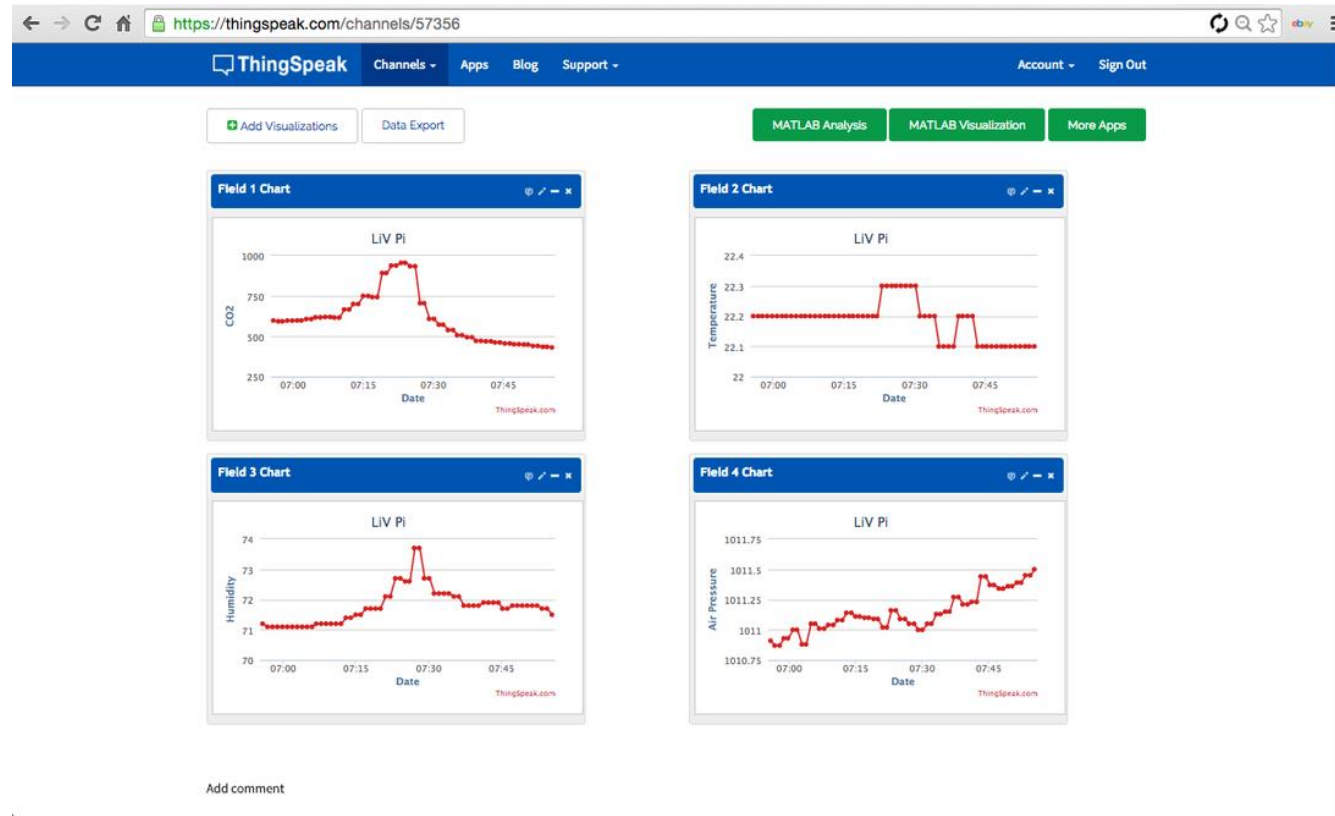 https://thingspeak.com/channels/57356
ebay
ThingSpeak Channels Apps Blog Support Account Sign Out
Add Visualizations Data Export MATLAB Analysis MATLAB Visualization More Apps
Field 1 Chart
LiV Pi
1000
750
500
250
CO2
07:00 07:15 07:30 07:45
Date
ThingSpeak.com
Field 2 Chart
LiV Pi
22.4
22.3
22.2
22.1
22
Temperature
07:00 07:15 07:30 07:45
Date
ThingSpeak.com
Field 3 Chart
LiV Pi
74
73
72
71
70
Humidity
07:00 07:15 07:30 07:45
Date
ThingSpeak.com
Field 4 Chart
LiV Pi
1011.75
1011.5
1011.25
1011
1010.75
Air Pressure
07:00 07:15 07:30 07:45
Date
ThingSpeak.com
Add comment